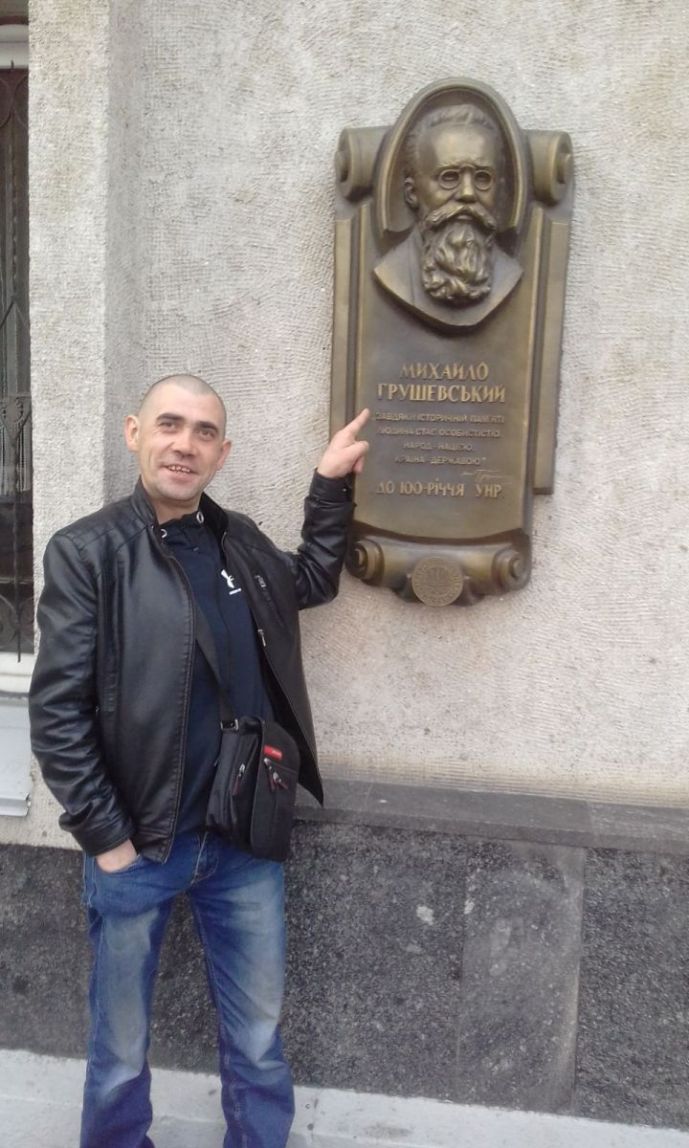 МИХАЙЛО
ГРУШЕВСЬКИЙ
ЗАВДЯКИ ІСТОРИЧНІЙ ПАМ'ЯТІ
ЛЮДИНА СТАЄ ОСОБИСТІСТЮ,
НАРОД - НАЦІЄЮ,
КРАЇНА - ДЕРЖАВОЮ"
ДО 100-РІЧЧЯ УНР